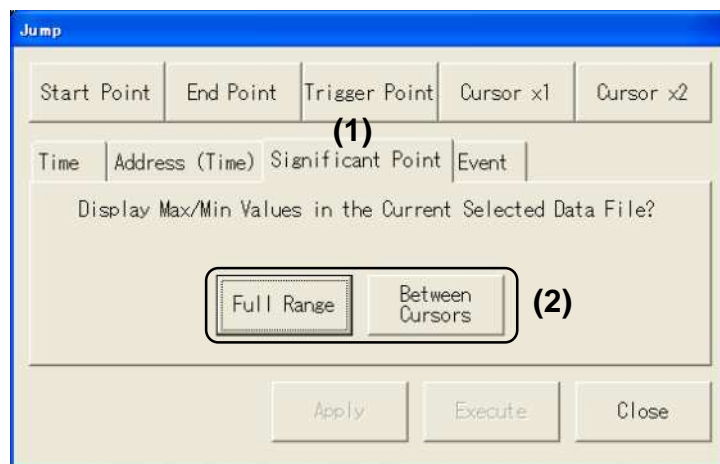 Jump
Start Point End Point Trigger Point Cursor x1 Cursor x2
(1)
Time Address (Time) Significant Point Event
Display Max/Min Values in the Current Selected Data File?
Full Range Between Cursors (2)
Apply Execute Close